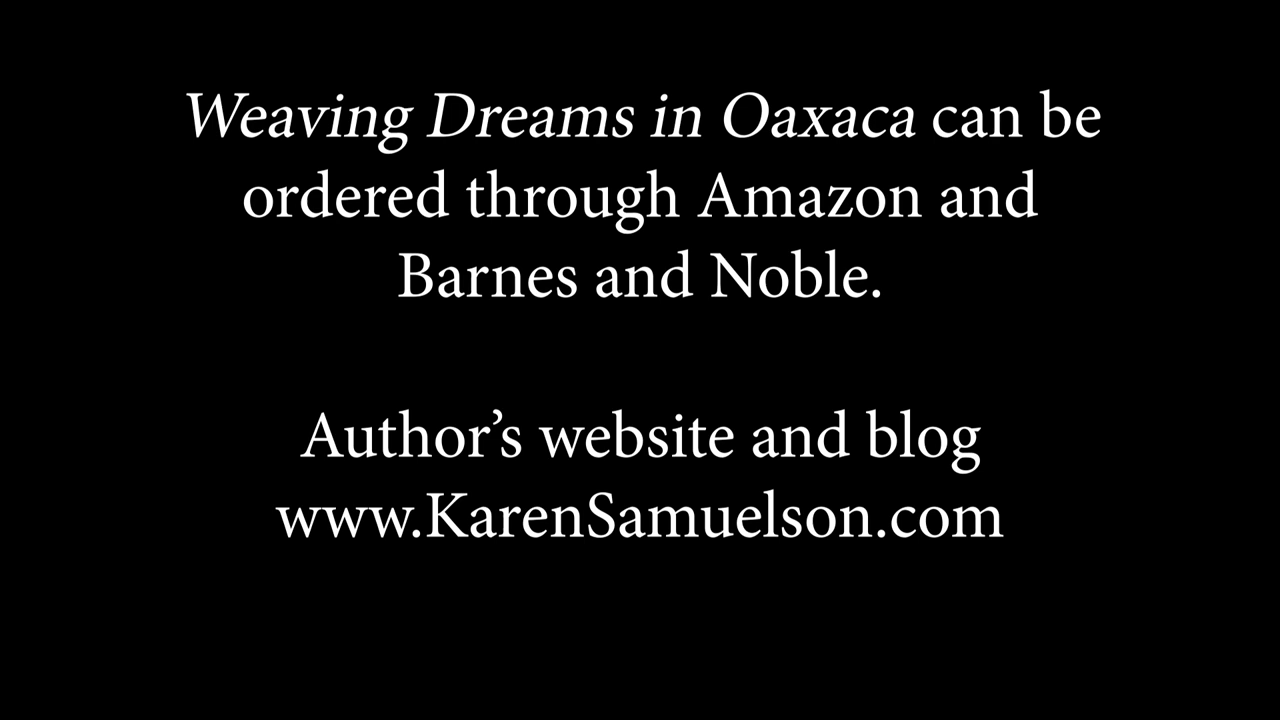 Weaving Dreams in Oaxaca can be
ordered through Amazon and
Barnes and Noble.
Author’s website and blog
www.KarenSamuelson.com